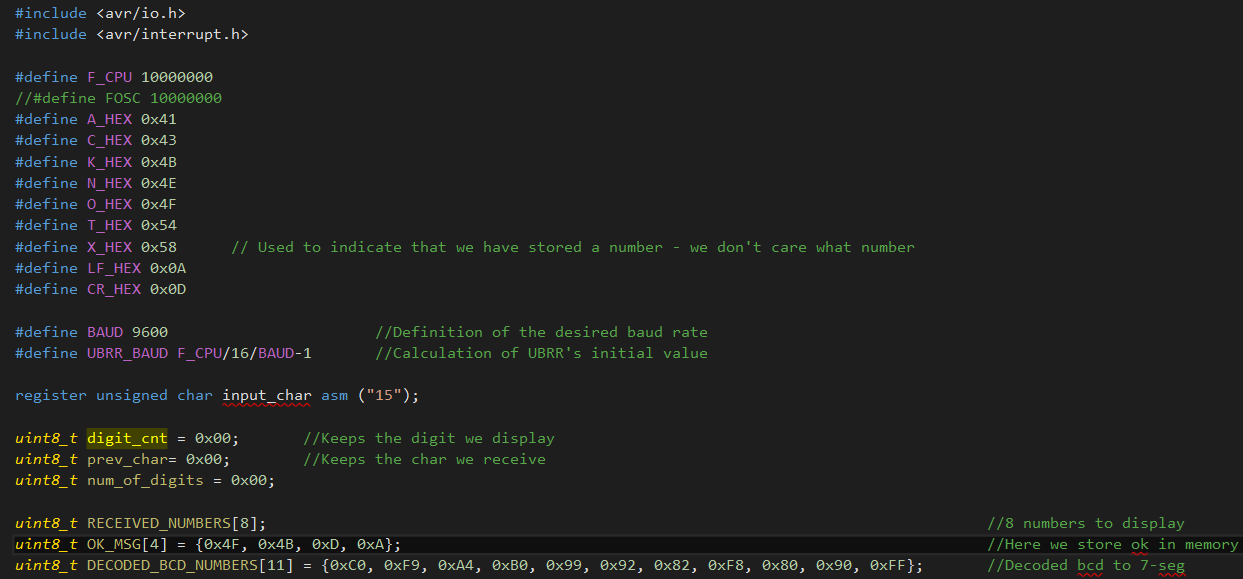 #include <avr/io.h>
#include <avr/interrupt.h>
#define F_CPU 10000000
//#define FOSC 10000000
#define A_HEX 0x41
#define C_HEX 0x43
#define K_HEX 0x4B
#define N_HEX 0x4E
#define O_HEX 0x4F
#define T_HEX 0x54
#define X_HEX 0x58 // Used to indicate that we have stored a number - we don't care what number
#define LF_HEX 0x0A
#define CR_HEX 0x0D
#define BAUD 9600 //Definition of the desired baud rate
#define UBRR_BAUD F_CPU/16/BAUD-1 //Calculation of UBRR's initial value
register unsigned char input_char asm ("15");
uint8_t digit_cnt = 0x00; //Keeps the digit we display
uint8_t prev_char= 0x00; //Keeps the char we receive
uint8_t num_of_digits = 0x00;
uint8_t RECEIVED_NUMBERS[8]; //8 numbers to display
uint8_t OK_MSG[4] = {0x4F, 0x4B, 0xD, 0xA}; //Here we store ok in memory
uint8_t DECODED_BCD_NUMBERS[11] = {0xC0, 0xF9, 0xA4, 0xB0, 0x99, 0x92, 0x82, 0xF8, 0x80, 0x90, 0xFF}; //Decoded bcd to 7-seg